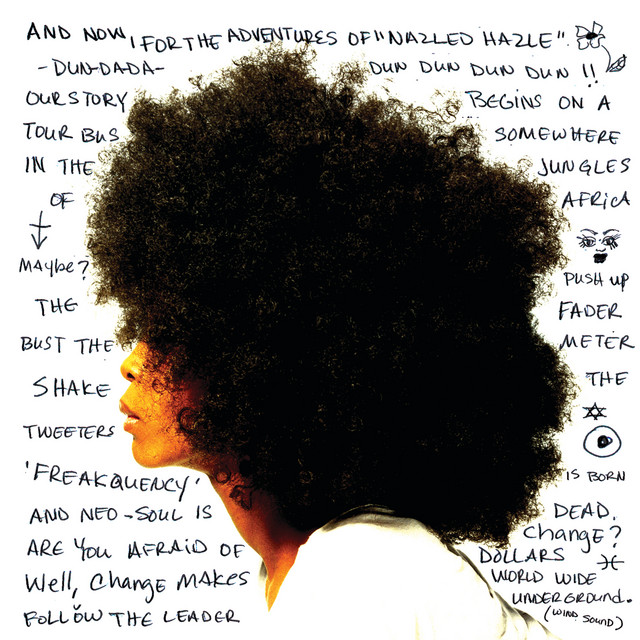 AND NOW, FOR THE ADVENTURES OF "NAZLED HAZLE".
-DUN-DADA- DUN DUN DUN DUN !!
OUR STORY BEGINS ON A
TOUR BUS SOMEWHERE
IN THE JUNGLES
OF AFRICA
MAYBE?
PUSH UP
THE FADER
BUST THE METER
SHAKE THE
TWEETERS
'FREAKQUENCY' IS BORN
AND NEO-SOUL IS DEAD.
ARE YOU AFRAID OF Change?
Well, Change MAKES DOLLARS
WORLD WIDE
FOLLOW THE LEADER UNDERGROUND.
(WIND SOUND)